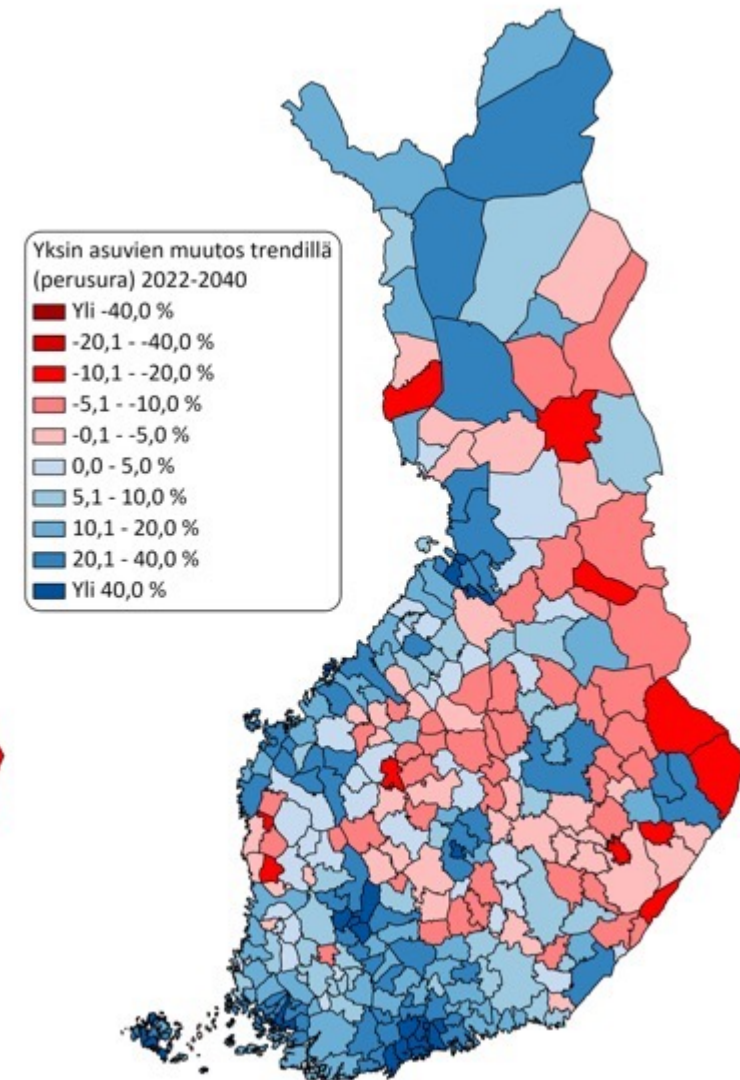 Yksin asuvien muutos trendillä
(perusura) 2022-2040
Yli -40,0 %
-20,1 - -40,0 %
-10,1 - -20,0 %
-5,1 - -10,0 %
-0,1 - -5,0 %
0,0 - 5,0 %
5,1 - 10,0 %
10,1 - 20,0 %
20,1 - 40,0 %
Yli 40,0 %